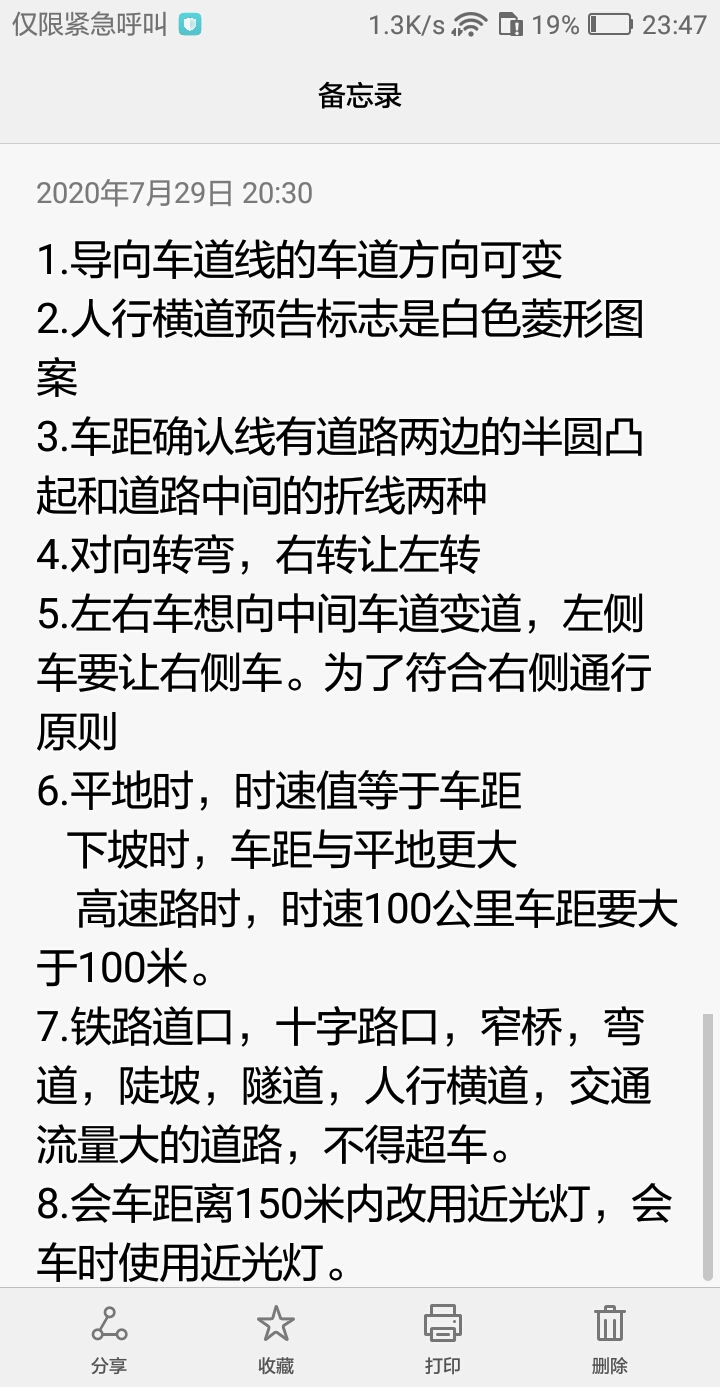 仅限紧急呼叫 1.3K/s 19% 23:47
备忘录
2020年7月29日 20:30
1.导向车道线的车道方向可变
2.人行横道预告标志是白色菱形图
案
3.车距确认线有道路两边的半圆凸
起和道路中间的折线两种
4.对向转弯，右转让左转
5.左右车想向中间车道变道，左侧
车要让右侧车。为了符合右侧通行
原则
6.平地时，时速值等于车距
下坡时，车距与平地更大
高速路时，时速100公里车距要大
于100米。
7.铁路道口，十字路口，窄桥，弯
道，陡坡，隧道，人行横道，交通
流量大的道路，不得超车。
8.会车距离150米内改用近光灯，会
车时使用近光灯。
分享 收藏 打印 删除